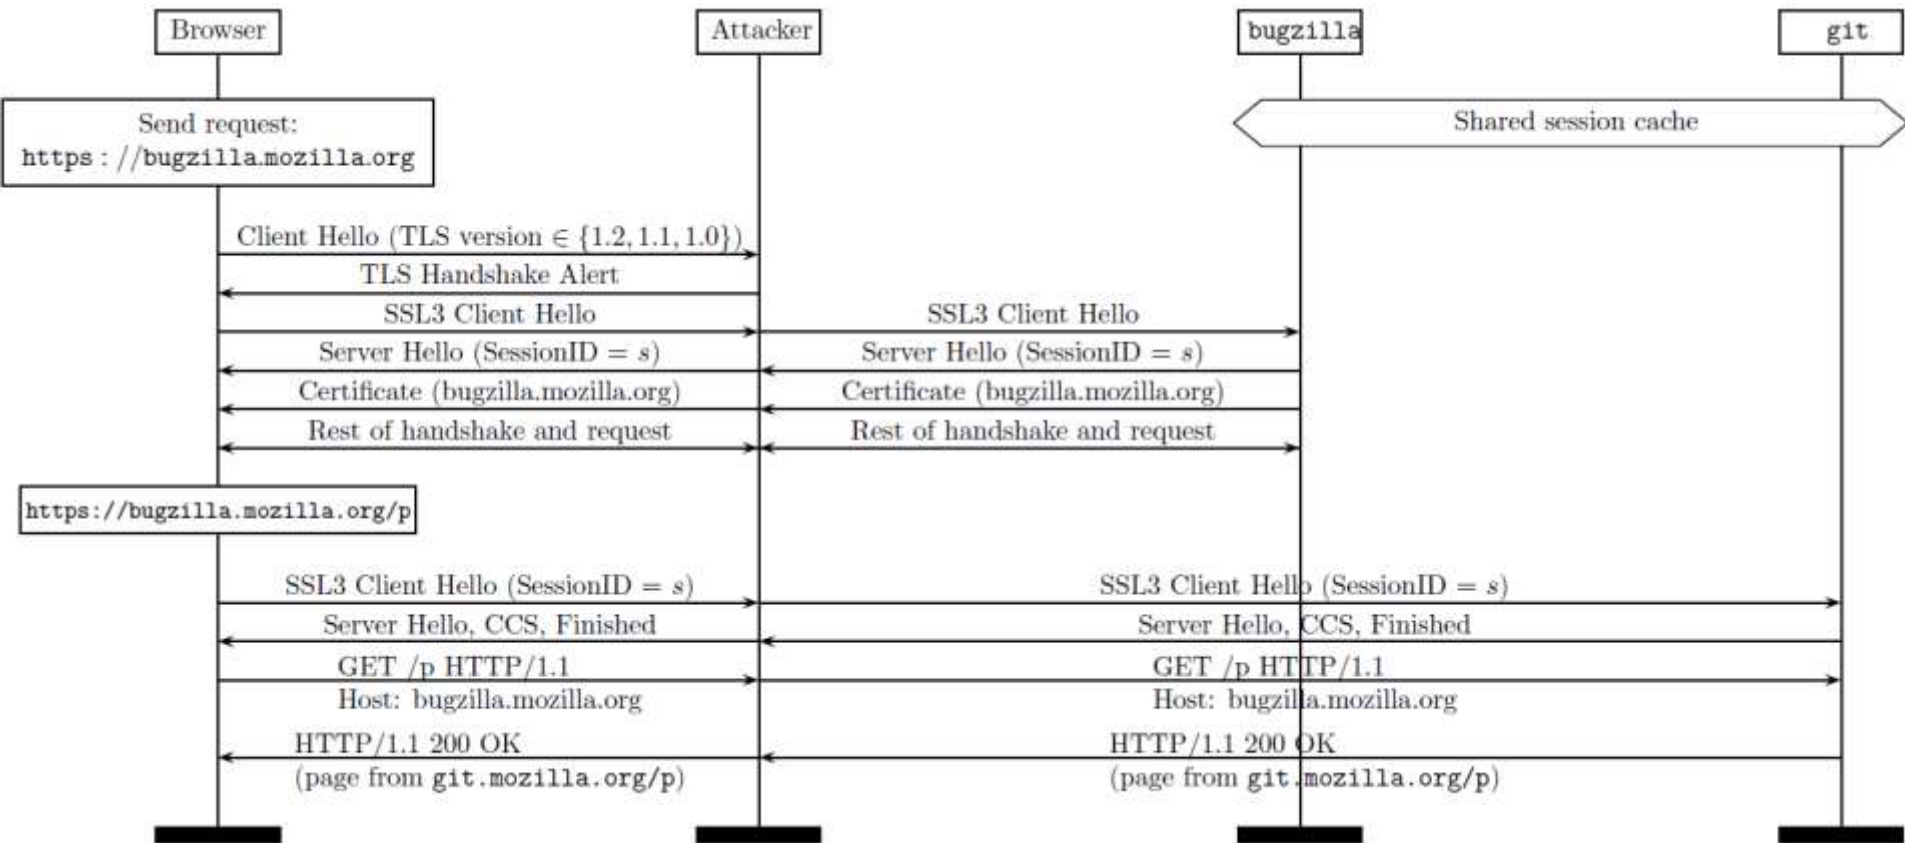 Browser
Attacker
bugzilla
git
Send request:
https://bugzilla.mozilla.org
Shared session cache
Client Hello (TLS version ∈ {1.2, 1.1, 1.0})
TLS Handshake Alert
SSL3 Client Hello
SSL3 Client Hello
Server Hello (SessionID = s)
Server Hello (SessionID = s)
Certificate (bugzilla.mozilla.org)
Certificate (bugzilla.mozilla.org)
Rest of handshake and request
Rest of handshake and request
https://bugzilla.mozilla.org/p
SSL3 Client Hello (SessionID = s)
SSL3 Client Hello (SessionID = s)
Server Hello, CCS, Finished
Server Hello, CCS, Finished
GET /p HTTP/1.1
Host: bugzilla.mozilla.org
GET /p HTTP/1.1
Host: bugzilla.mozilla.org
HTTP/1.1 200 OK
(page from git.mozilla.org/p)
HTTP/1.1 200 OK
(page from git.mozilla.org/p)